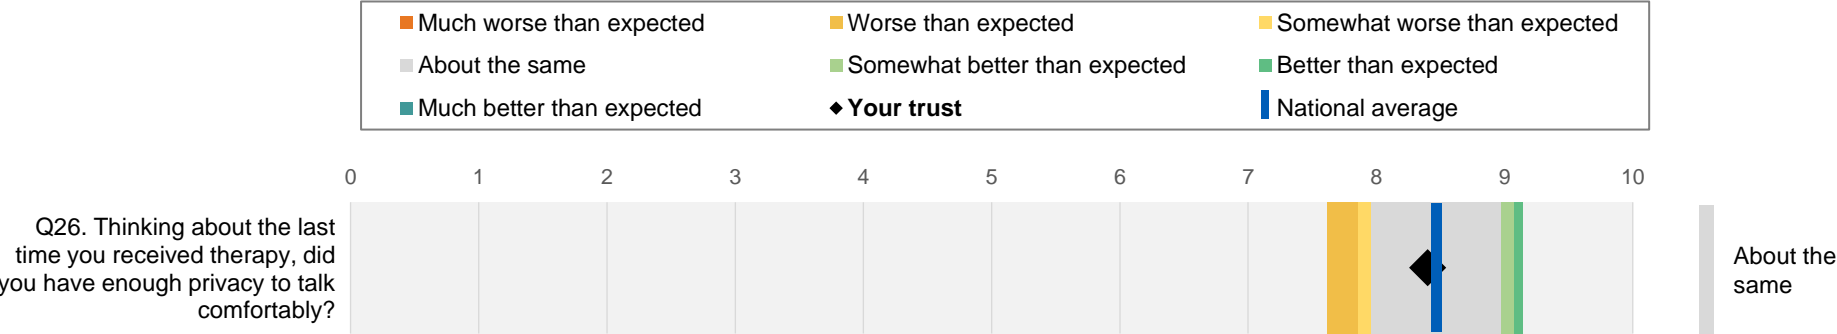 Much worse than expected
Worse than expected
Somewhat worse than expected
About the same
Somewhat better than expected
Better than expected
Much better than expected
Your trust
National average
0 1 2 3 4 5 6 7 8 9 10
Q26. Thinking about the last
time you received therapy, did
you have enough privacy to talk
comfortably?
About the
same